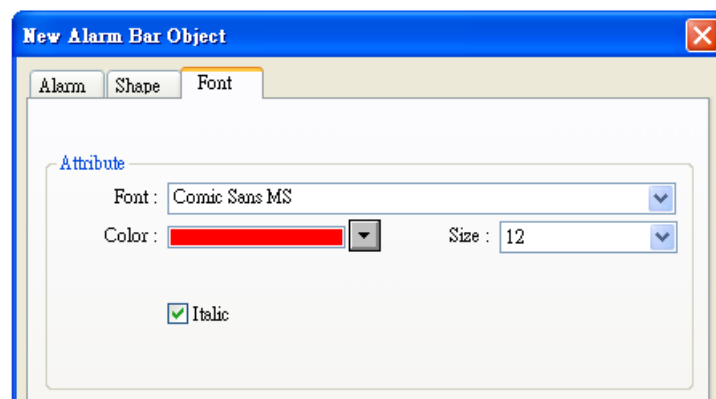 New Alarm Bar Object
Alarm Shape Font
Attribute
Font : Comic Sans MS
Color : Size : 12
Italic